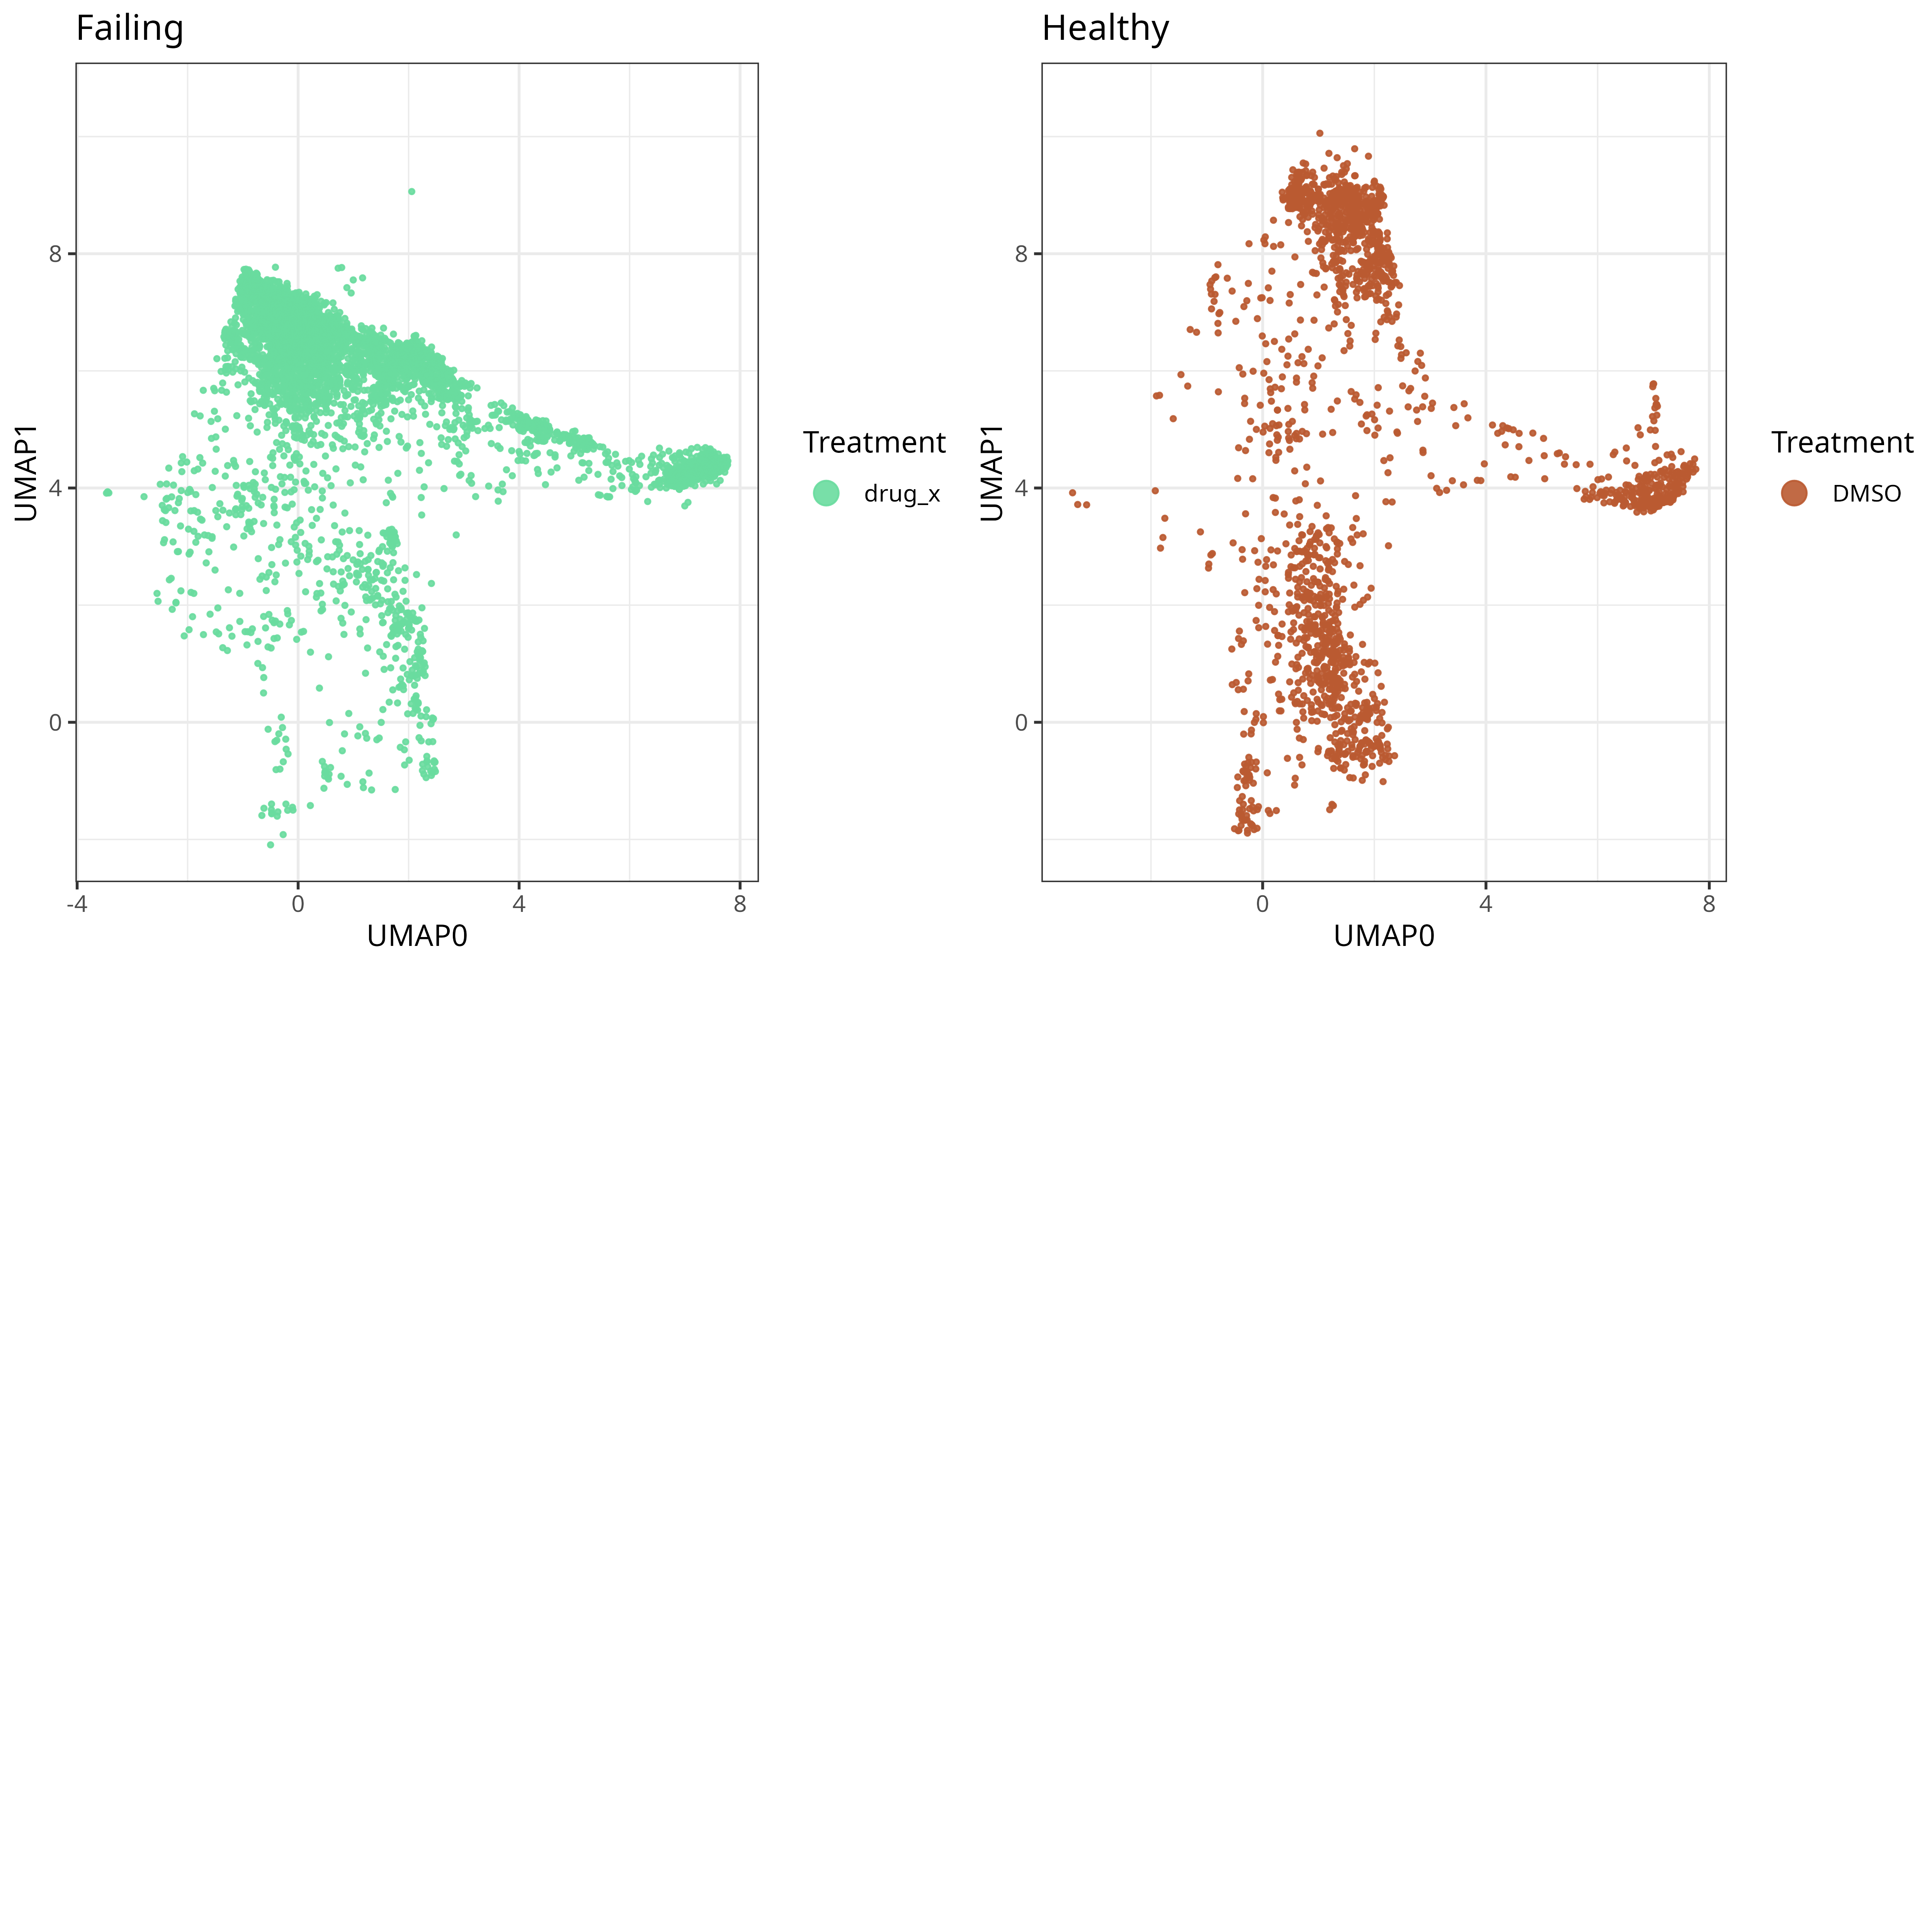 Failing
8
4
0
-4 0 4 8
UMAP0
UMAP1
Treatment
drug_x
Healthy
8
4
0
0 4 8
UMAP0
UMAP1
Treatment
DMSO